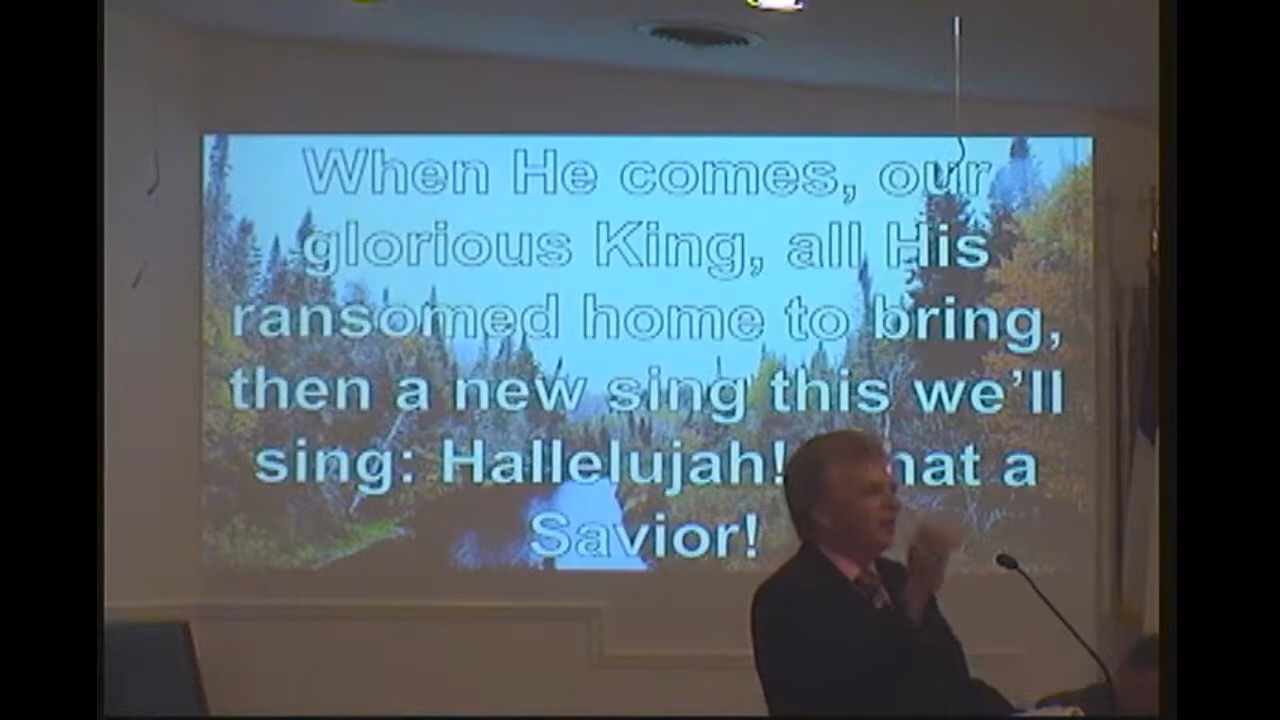 When He comes, our
glorious King, all His
ransomed home to bring,
then a new sing this we'll
sing: Hallelujah! hat a
Savior!